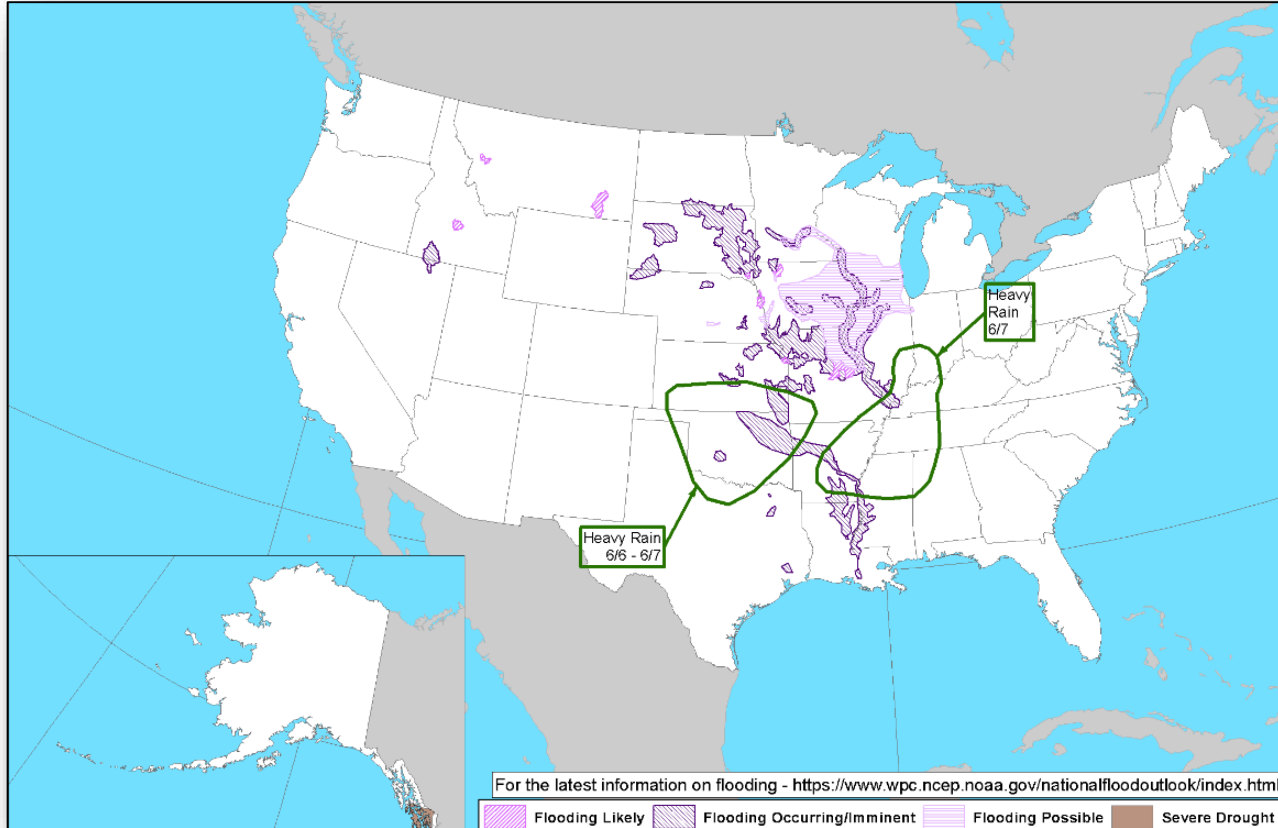 Heavy
Rain
6/7
Heavy Rain
6/6 - 6/7
For the latest information on flooding - https://www.wpc.ncep.noaa.gov/nationalfloodoutlook/index.html
Flooding Likely
Flooding Occurring/Imminent
Flooding Possible
Severe Drought